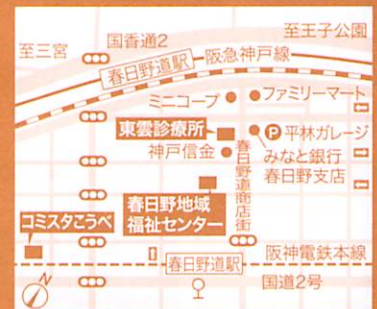 至王子公園
国香通2
至三宮
阪急神戸線
春日野道駅
ミニコープ
ファミリーマート
東雲診療所
P 平林ガレージ
神戸信金
みなと銀行
春日野支店
春日野道商店街
春日野地域
福祉センター
コミスタこうべ
阪神電鉄本線
春日野道駅
国道2号
N